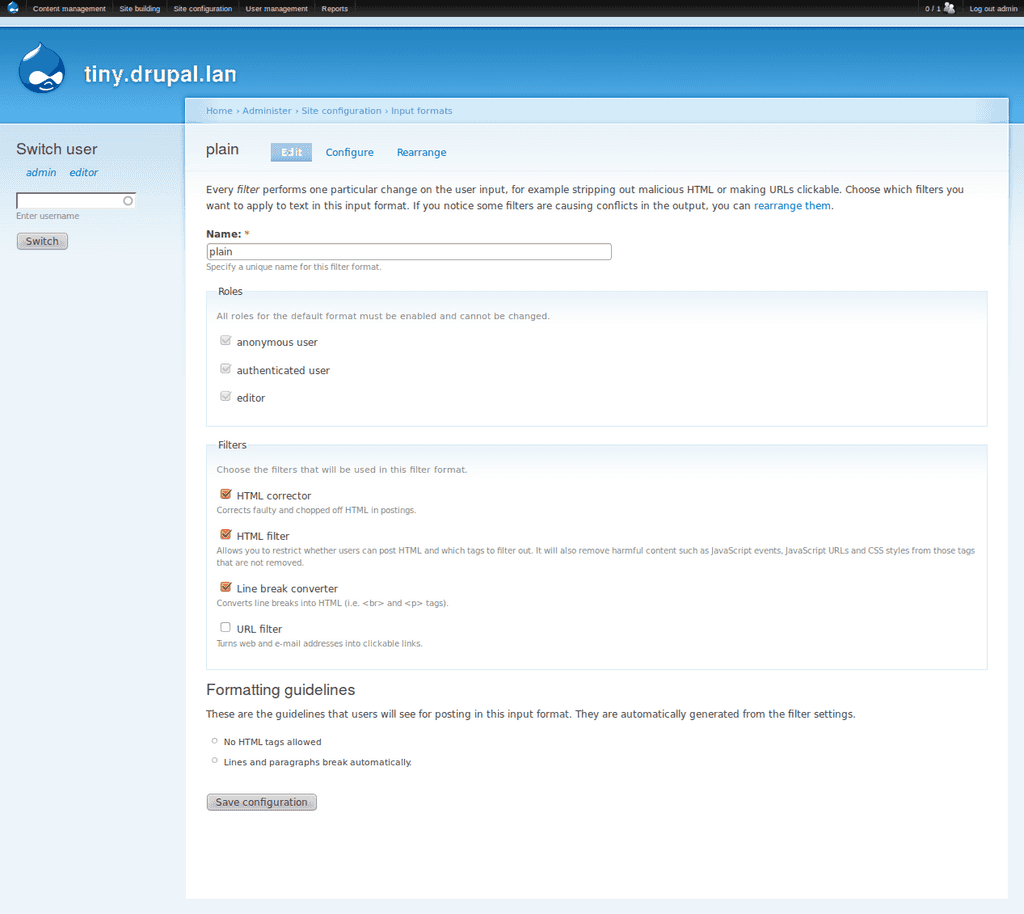 Content management Site building Site configuration User management Reports 0 / 1 Log out admin
tiny.drupal.lan
Home › Administer › Site configuration › Input formats
Switch user
admin editor
Enter username
Switch
plain Edit Configure Rearrange
Every filter performs one particular change on the user input, for example stripping out malicious HTML or making URLs clickable. Choose which filters you
want to apply to text in this input format. If you notice some filters are causing conflicts in the output, you can rearrange them.
Name: *
plain
Specify a unique name for this filter format.
Roles
All roles for the default format must be enabled and cannot be changed.
anonymous user
authenticated user
editor
Filters
Choose the filters that will be used in this filter format.
HTML corrector
Corrects faulty and chopped off HTML in postings.
HTML filter
Allows you to restrict whether users can post HTML and which tags to filter out. It will also remove harmful content such as JavaScript events, JavaScript URLs and CSS styles from those tags
that are not removed.
Line break converter
Converts line breaks into HTML (i.e. <br> and <p> tags).
URL filter
Turns web and e-mail addresses into clickable links.
Formatting guidelines
These are the guidelines that users will see for posting in this input format. They are automatically generated from the filter settings.
No HTML tags allowed
Lines and paragraphs break automatically.
Save configuration